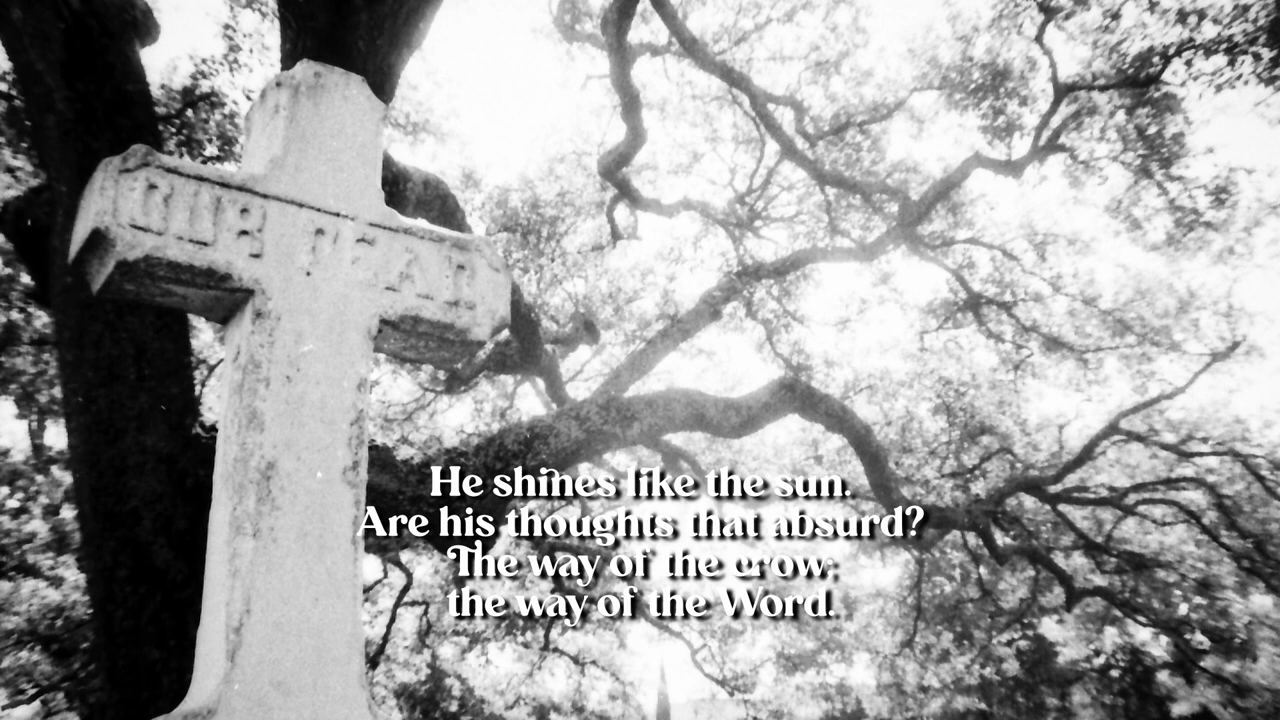 OUR DEAR
He shines like the sun.
Are his thoughts that absurd?
The way of the crow;
the way of the Word.